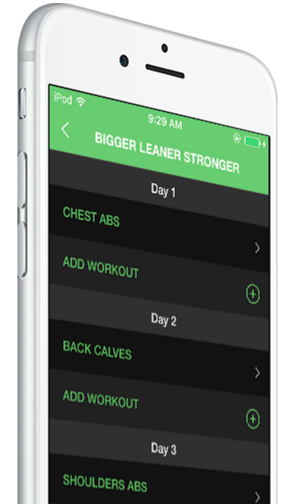 iPod 9:29 AM
BIGGER LEANER STRONGER
Day 1
CHEST ABS
ADD WORKOUT
Day 2
BACK CALVES
ADD WORKOUT
Day 3
SHOULDERS ABS